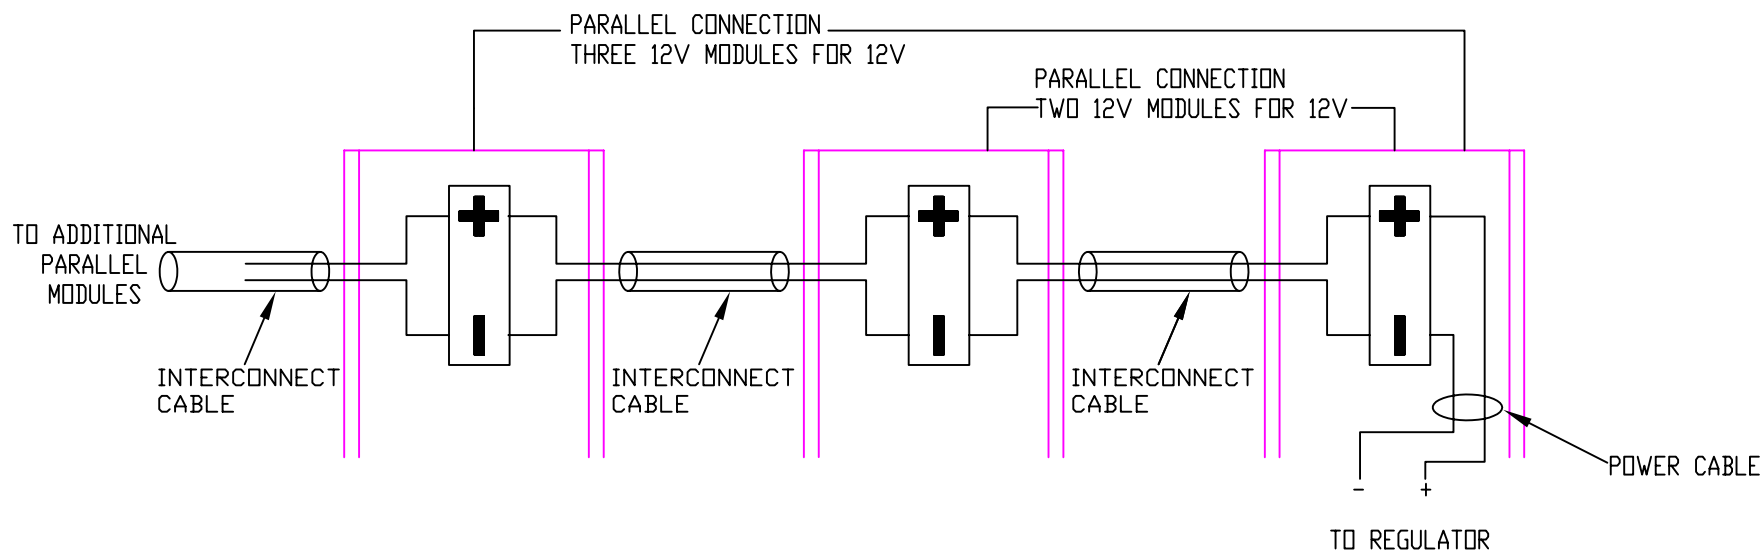 PARALLEL CONNECTION
THREE 12V MODULES FOR 12V
PARALLEL CONNECTION
TWO 12V MODULES FOR 12V
TO ADDITIONAL
PARALLEL
MODULES
INTERCONNECT
CABLE
INTERCONNECT
CABLE
INTERCONNECT
CABLE
POWER CABLE
- +
TO REGULATOR